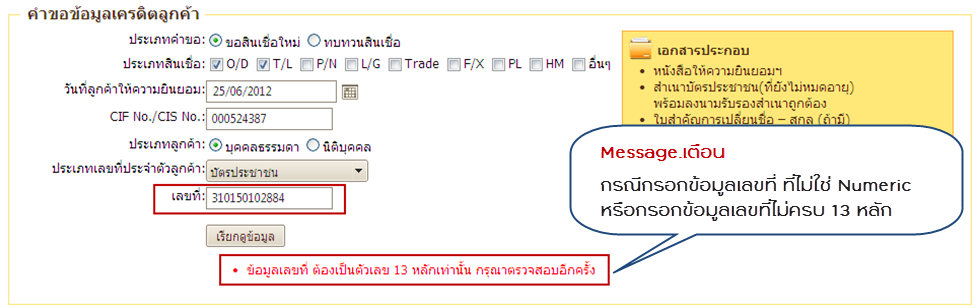 คำขอข้อมูลเครดิตลูกค้า
ประเภทคำขอ: ขอสินเชื่อใหม่ ทบทวนสินเชื่อ
ประเภทสินเชื่อ: O/D T/L P/N L/G Trade F/X PL HM อื่นๆ
วันที่ลูกค้าให้ความยินยอม: 25/06/2012
CIF No./CIS No.: 000524387
ประเภทลูกค้า: บุคคลธรรมดา นิติบุคคล
ประเภทเลขที่ประจำตัวลูกค้า: บัตรประชาชน
เลขที่: 310150102884
เรียกดูข้อมูล
• ข้อมูลเลขที่ ต้องเป็นตัวเลข 13 หลักเท่านั้น กรุณาตรวจสอบอีกครั้ง
เอกสารประกอบ
• หนังสือให้ความยินยอมฯ
• สำเนาบัตรประชาชน(ที่ยังไม่หมดอายุ)
พร้อมลงนามรับรองสำเนาถูกต้อง
• ใบสำคัญการเปลี่ยนชื่อ – สกุล (ถ้ามี)
Message.เตือน
กรณีกรอกข้อมูลเลขที่ ที่ไม่ใช่ Numeric
หรือกรอกข้อมูลเลขที่ไม่ครบ 13 หลัก